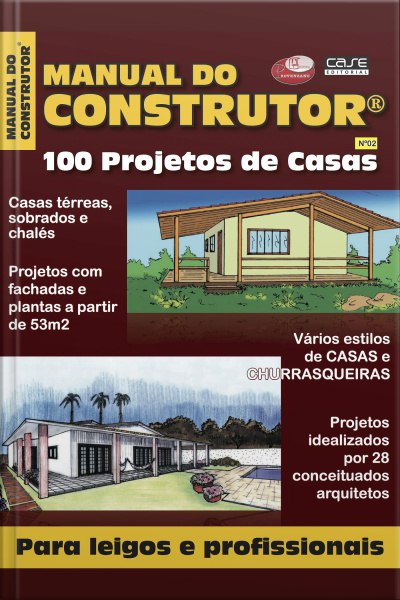 MANUAL DO
CONSTRUTOR®
CASE
EDITORIAL
MANUAL DO
CONSTRUTOR®
Nº02
100 Projetos de Casas
Casas térreas,
sobrados e
chalés
Projetos com
fachadas e
plantas a partir
de 53m2
Vários estilos
de CASAS e
CHURRASQUEIRAS
Projetos
idealizados
por 28
conceituados
arquitetos
Para leigos e profissionais